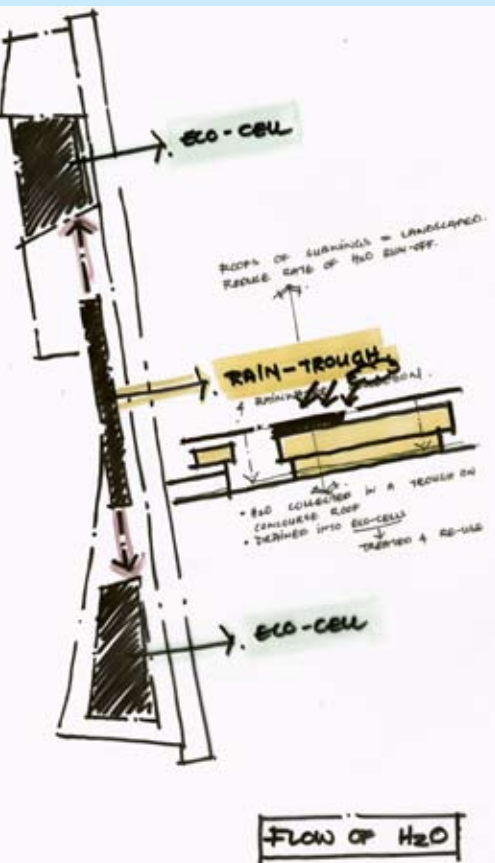 ECO-CELL
ROOFS OF BUILDINGS = LANDSCAPED.
REDUCE RATE OF H2O RUN-OFF.
RAIN-TROUGH
• H2O COLLECTED IN A TROUGH ON
CONCOURSE ROOF
• DRAINED INTO ECO-CELLS
TREATED & RE-USE
ECO-CELL
FLOW OF H2O